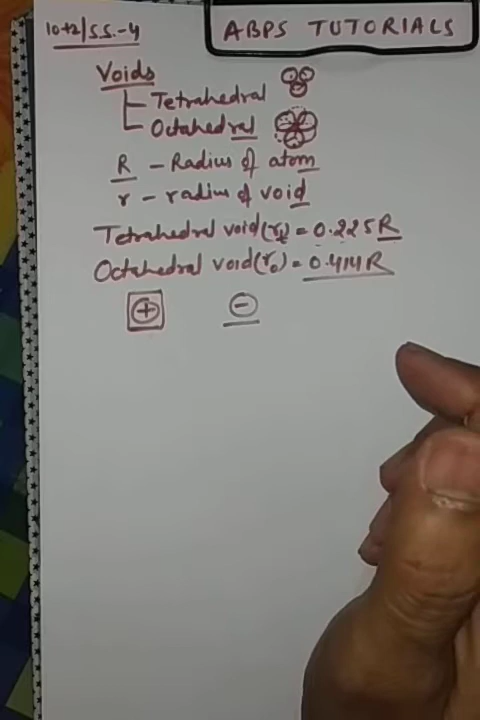 10+2/S.S.-4
ABPS TUTORIALS
Voids
Tetrahedral
Octahedral
R - Radius of atom
r - radius of void
Tetrahedral void(rt) = 0.225R
Octahedral void(ro) = 0.414R
+ -